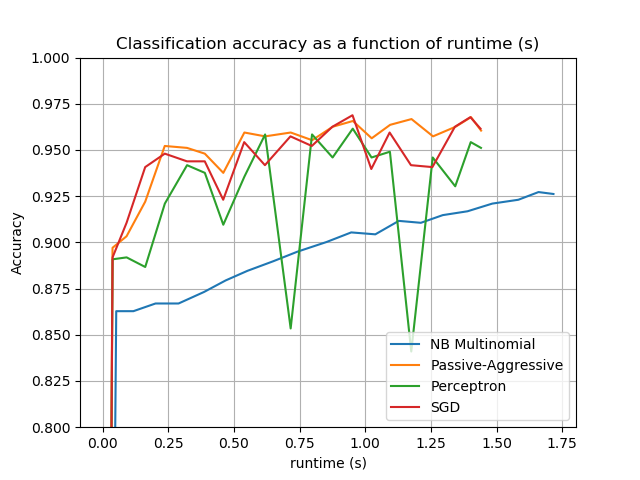 Classification accuracy as a function of runtime (s)
1.000
0.975
0.950
0.925
0.900
0.875
0.850
0.825
0.800
Accuracy
NB Multinomial
Passive-Aggressive
Perceptron
SGD
0.00 0.25 0.50 0.75 1.00 1.25 1.50 1.75
runtime (s)